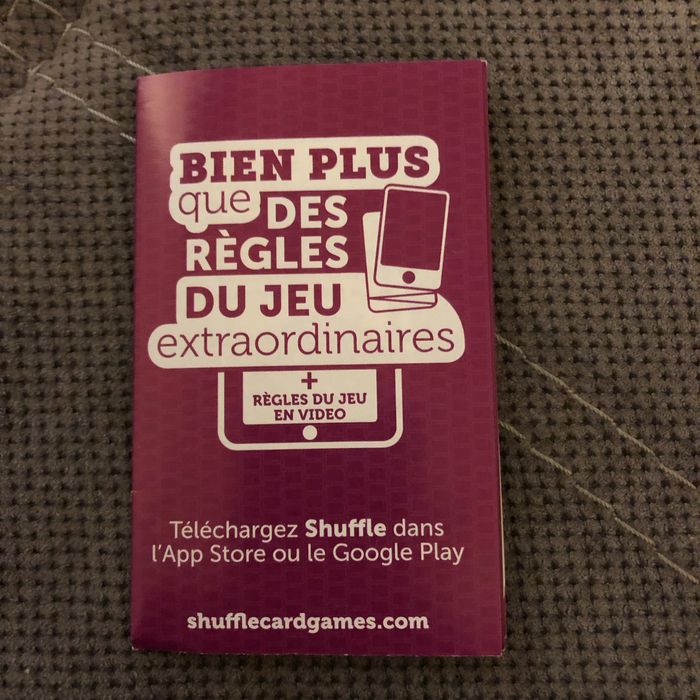 BIEN PLUS
que DES
RÈGLES
DU JEU
extraordinaires
+
RÈGLES DU JEU
EN VIDEO
Téléchargez Shuffle dans
l'App Store ou le Google Play
shufflecardgames.com